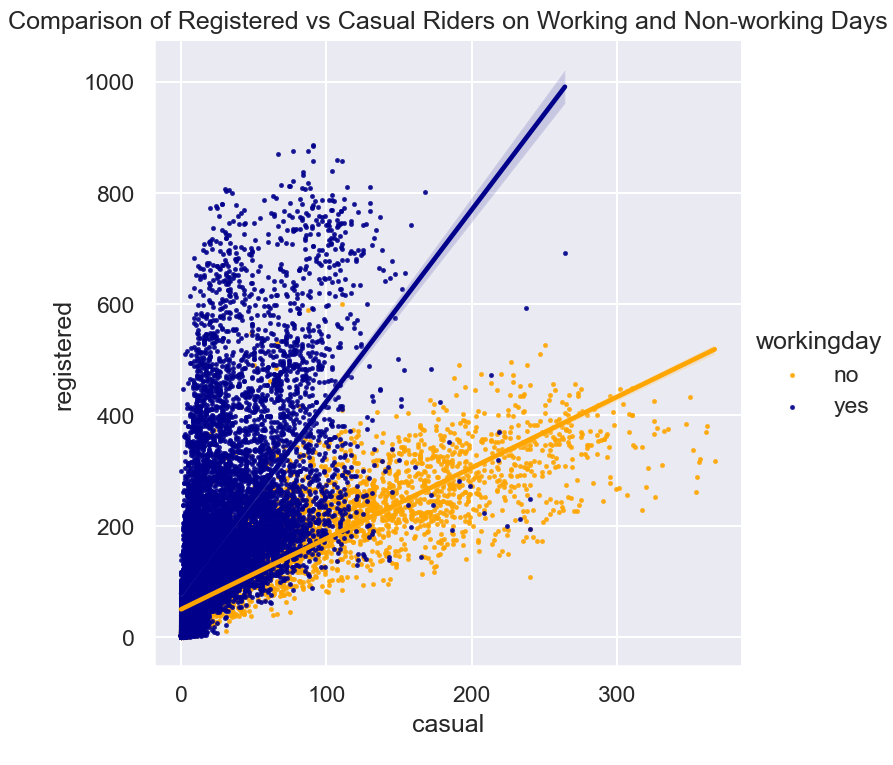 Comparison of Registered vs Casual Riders on Working and Non-working Days
1000
800
600
400
200
0
registered
0 100 200 300
casual
workingday
no
yes